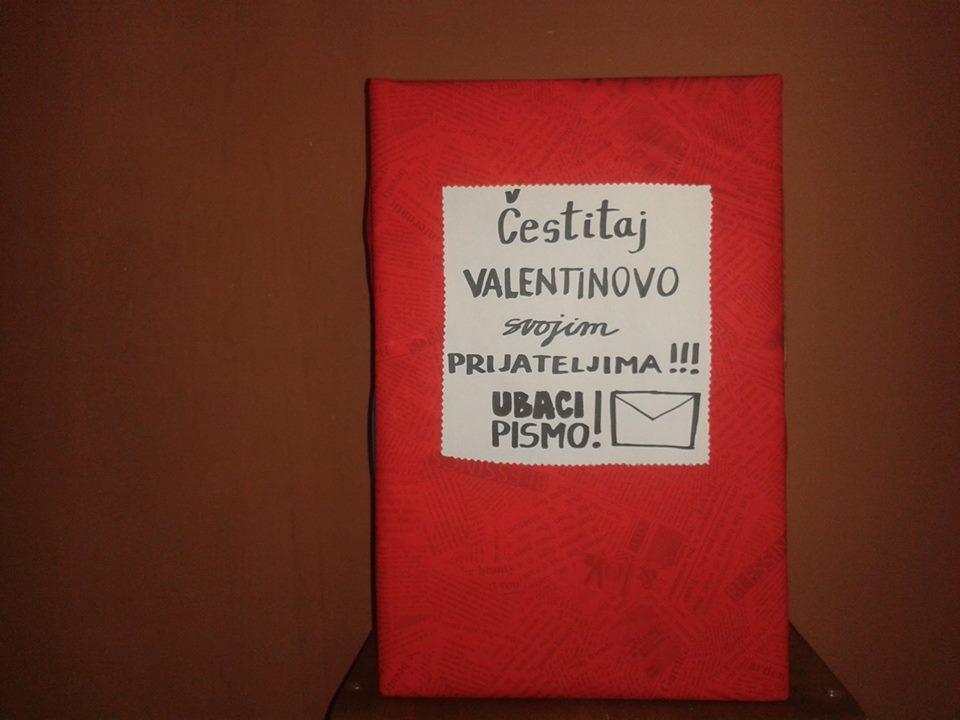 Čestitaj
VALENTINOVO
svojim
PRIJATELJIMA!!!
UBACI
PISMO!